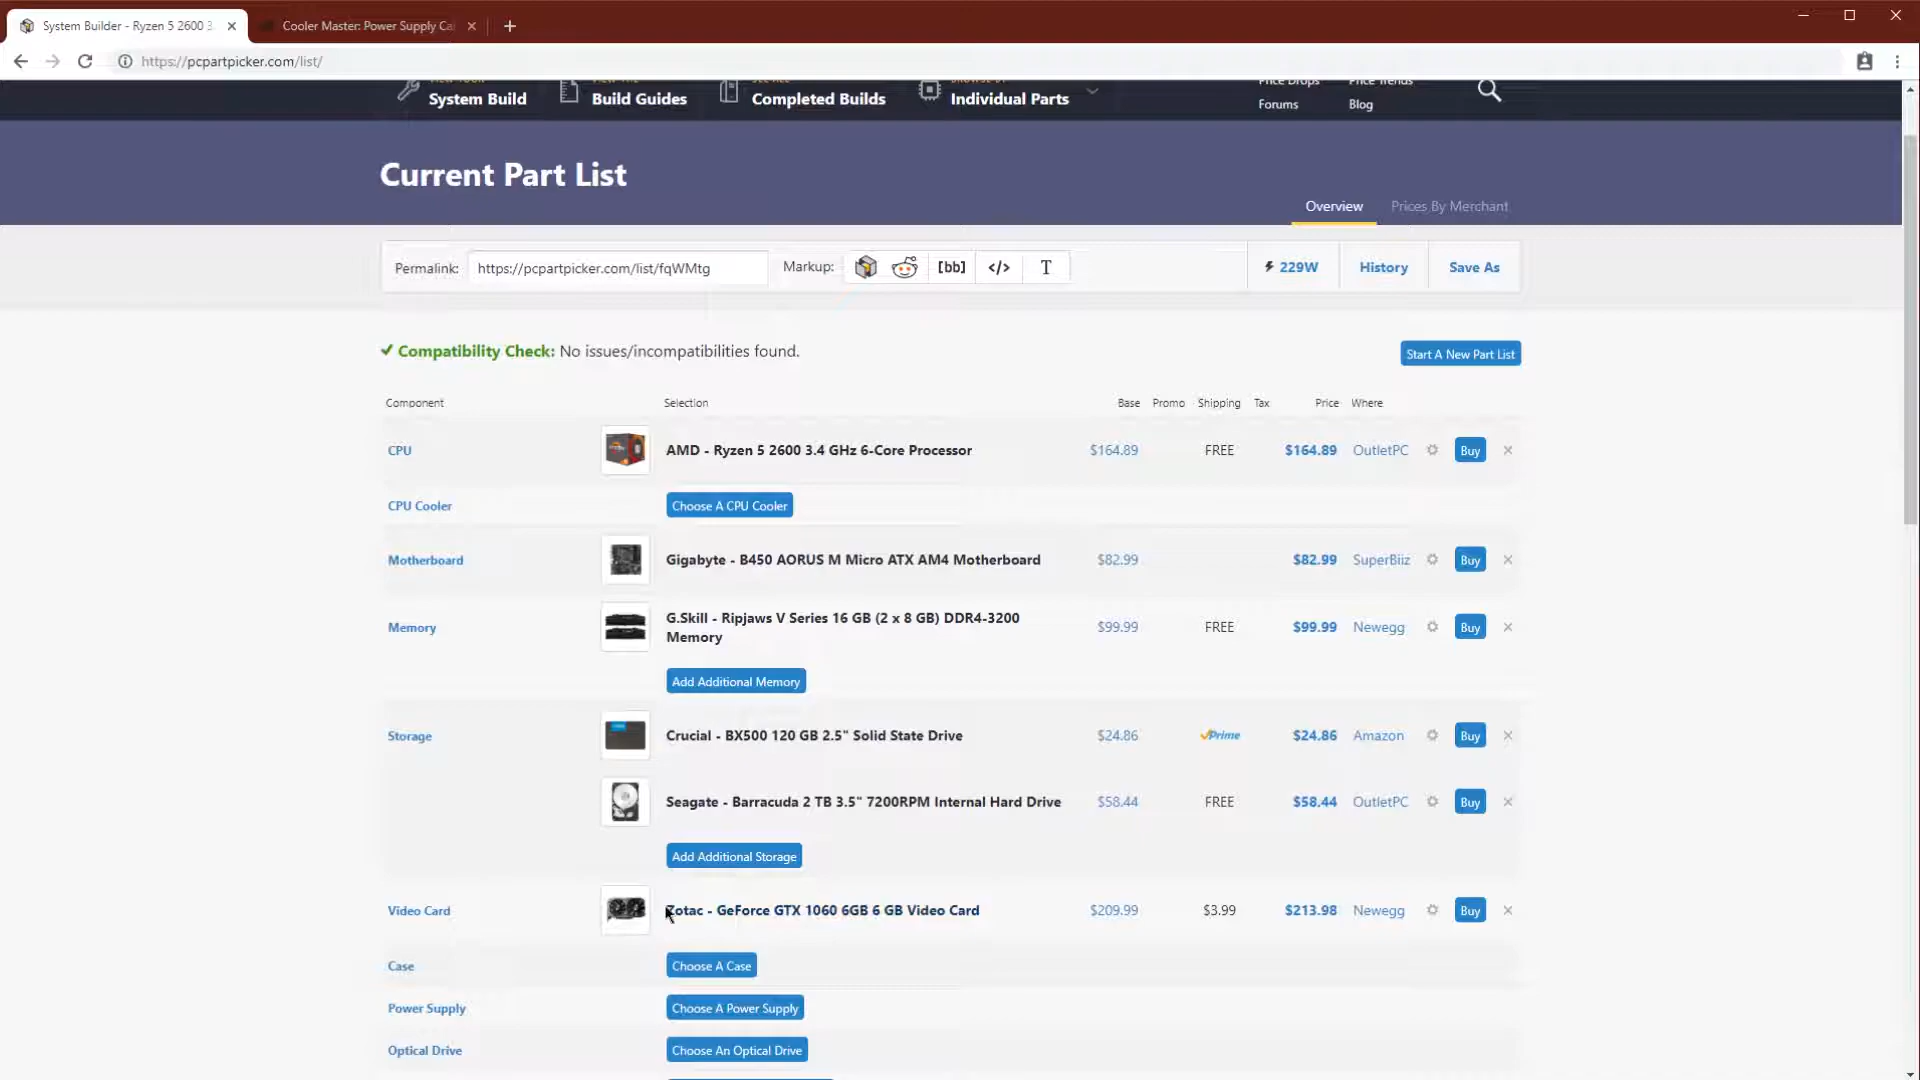 System Builder - Ryzen 5 2600 3
Cooler Master: Power Supply Ca
https://pcpartpicker.com/list/
System Build
Build Guides
Completed Builds
Individual Parts
Price Drops
Price Trends
Forums
Blog
Current Part List
Overview
Prices By Merchant
Permalink:
https://pcpartpicker.com/list/fqWMtg
Markup:
[bb]
</>
T
229W
History
Save As
Compatibility Check: No issues/incompatibilities found.
Start A New Part List
Component Selection Base Promo Shipping Tax Price Where
CPU AMD - Ryzen 5 2600 3.4 GHz 6-Core Processor $164.89 FREE $164.89 OutletPC Buy
CPU Cooler Choose A CPU Cooler
Motherboard Gigabyte - B450 AORUS M Micro ATX AM4 Motherboard $82.99 $82.99 SuperBiiz Buy
G.Skill - Ripjaws V Series 16 GB (2 x 8 GB) DDR4-3200
Memory $99.99 FREE $99.99 Newegg Buy
Memory
Add Additional Memory
Storage Crucial - BX500 120 GB 2.5" Solid State Drive $24.86 Prime $24.86 Amazon Buy
Seagate - Barracuda 2 TB 3.5" 7200RPM Internal Hard Drive $58.44 FREE $58.44 OutletPC Buy
Add Additional Storage
Video Card Zotac - GeForce GTX 1060 6GB 6 GB Video Card $209.99 $3.99 $213.98 Newegg Buy
Case Choose A Case
Power Supply Choose A Power Supply
Optical Drive Choose An Optical Drive